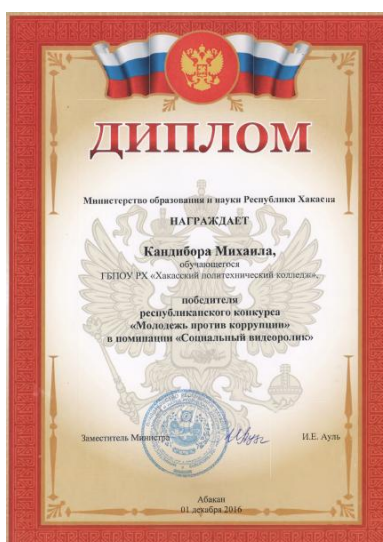 ДИПЛОМ
Министерство образования и науки Республики Хакасия
НАГРАЖДАЕТ
Кандибора Михаила,
обучающегося
ГБПОУ РХ «Хакасский политехнический колледж»,
победителя
республиканского конкурса
«Молодежь против коррупции»
в номинации «Социальный видеоролик»
Заместитель Министра
И.Е. Ауль
Абакан
01 декабря 2016